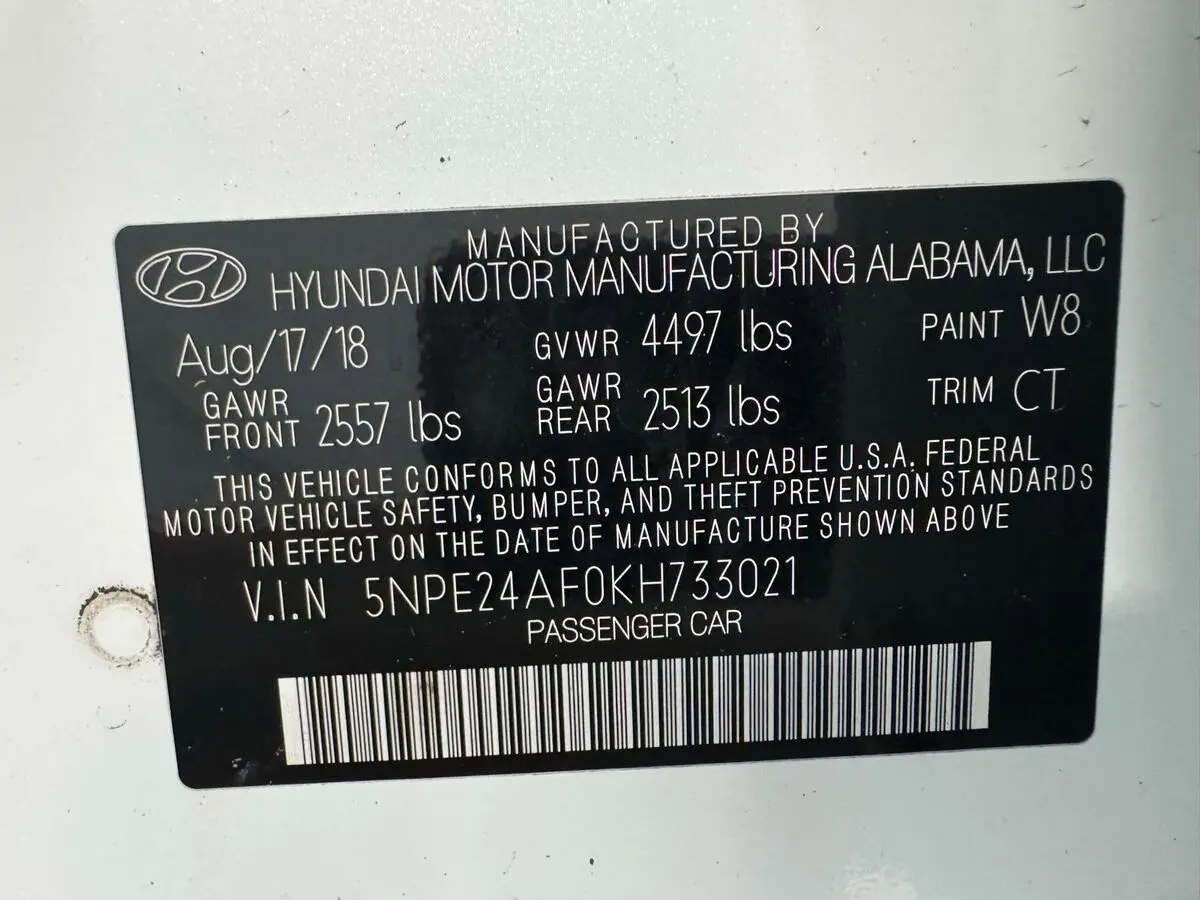 MANUFACTURED BY
HYUNDAI MOTOR MANUFACTURING ALABAMA, LLC
Aug/17/18 GVWR 4497 lbs PAINT W8
GAWR FRONT 2557 lbs GAWR REAR 2513 lbs TRIM CT
THIS VEHICLE CONFORMS TO ALL APPLICABLE U.S.A. FEDERAL
MOTOR VEHICLE SAFETY, BUMPER, AND THEFT PREVENTION STANDARDS
IN EFFECT ON THE DATE OF MANUFACTURE SHOWN ABOVE
V.I.N 5NPE24AF0KH733021
PASSENGER CAR